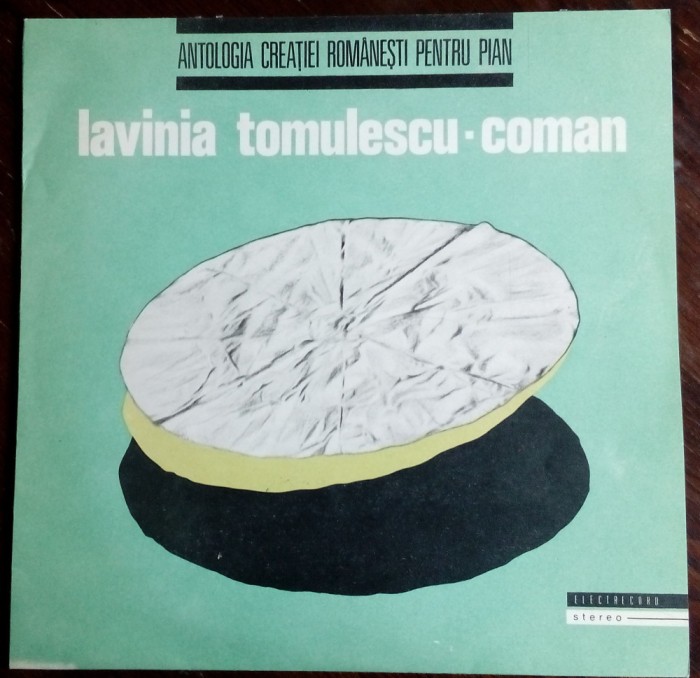 ANTOLOGIA CREAȚIEI ROMÂNEȘTI PENTRU PIAN
lavinia tomulescu·coman
ELECTRECORD
stereo